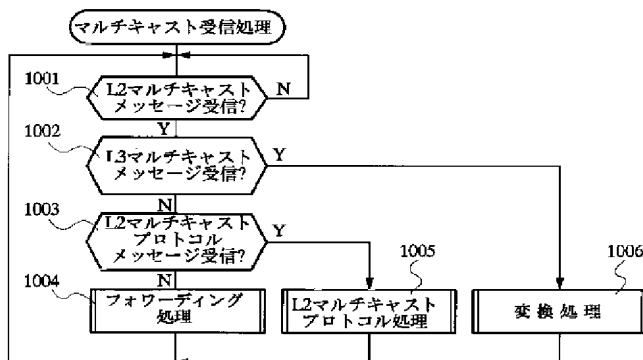 マルチキャスト受信処理
1001
L2マルチキャスト
メッセージ受信?
N
Y
1002
L3マルチキャスト
メッセージ受信?
Y
N
1003
L2マルチキャスト
プロトコル
メッセージ受信?
Y
N
1004
フォワーディング
処理
1005
L2マルチキャスト
プロトコル処理
1006
変換処理